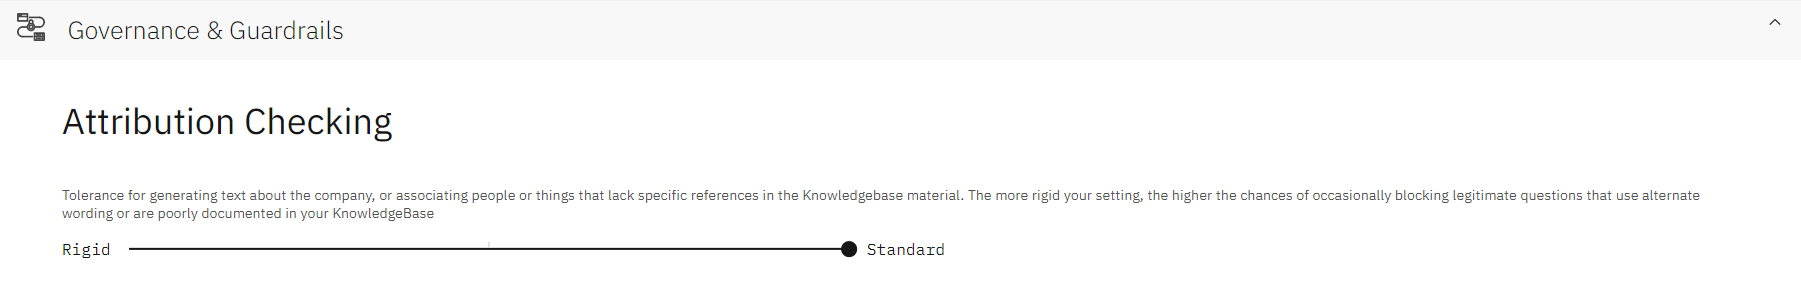 Governance & Guardrails
Attribution Checking
Tolerance for generating text about the company, or associating people or things that lack specific references in the Knowledgebase material. The more rigid your setting, the higher the chances of occasionally blocking legitimate questions that use alternate
wording or are poorly documented in your KnowledgeBase
Rigid Standard